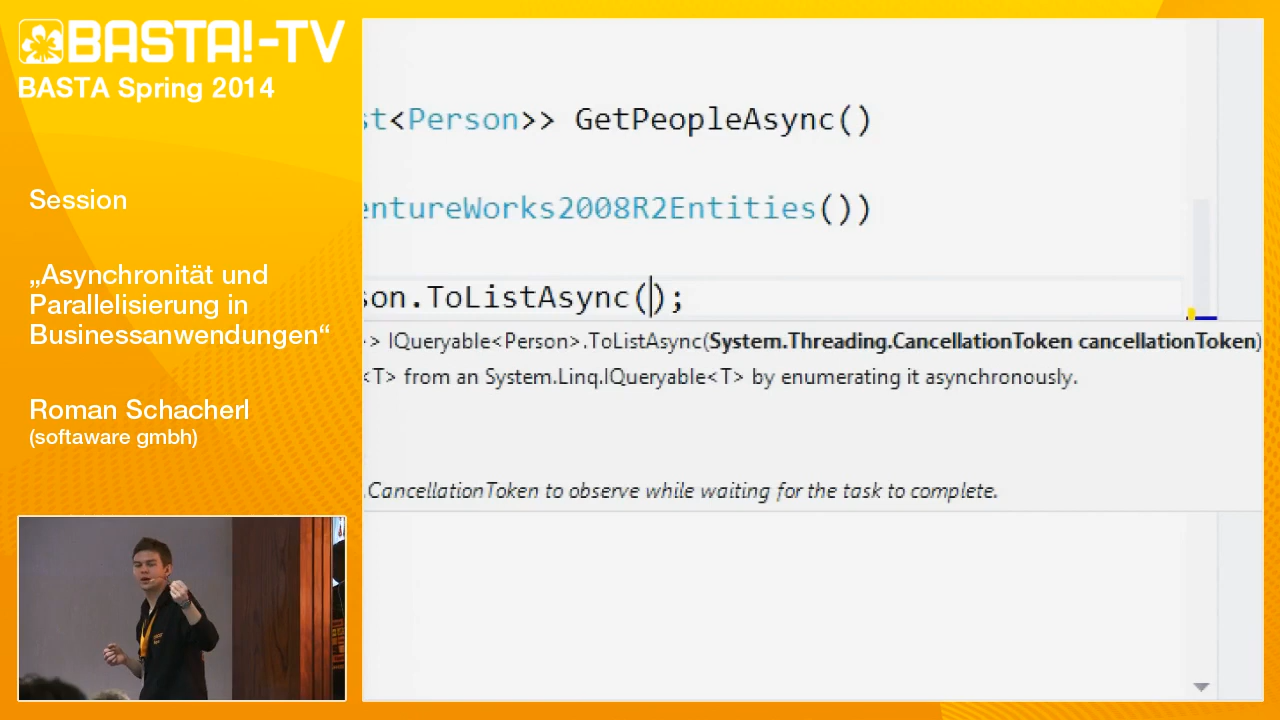 BASTA!-TV
BASTA Spring 2014
Session
„Asynchronität und
Parallelisierung in
Businessanwendungen“
Roman Schacherl
(softaware gmbh)
st<Person>> GetPeopleAsync()
entureWorks2008R2Entities())
son.ToListAsync();
> IQueryable<Person>.ToListAsync(System.Threading.CancellationToken cancellationToken)
<T> from an System.Linq.IQueryable<T> by enumerating it asynchronously.
.CancellationToken to observe while waiting for the task to complete.